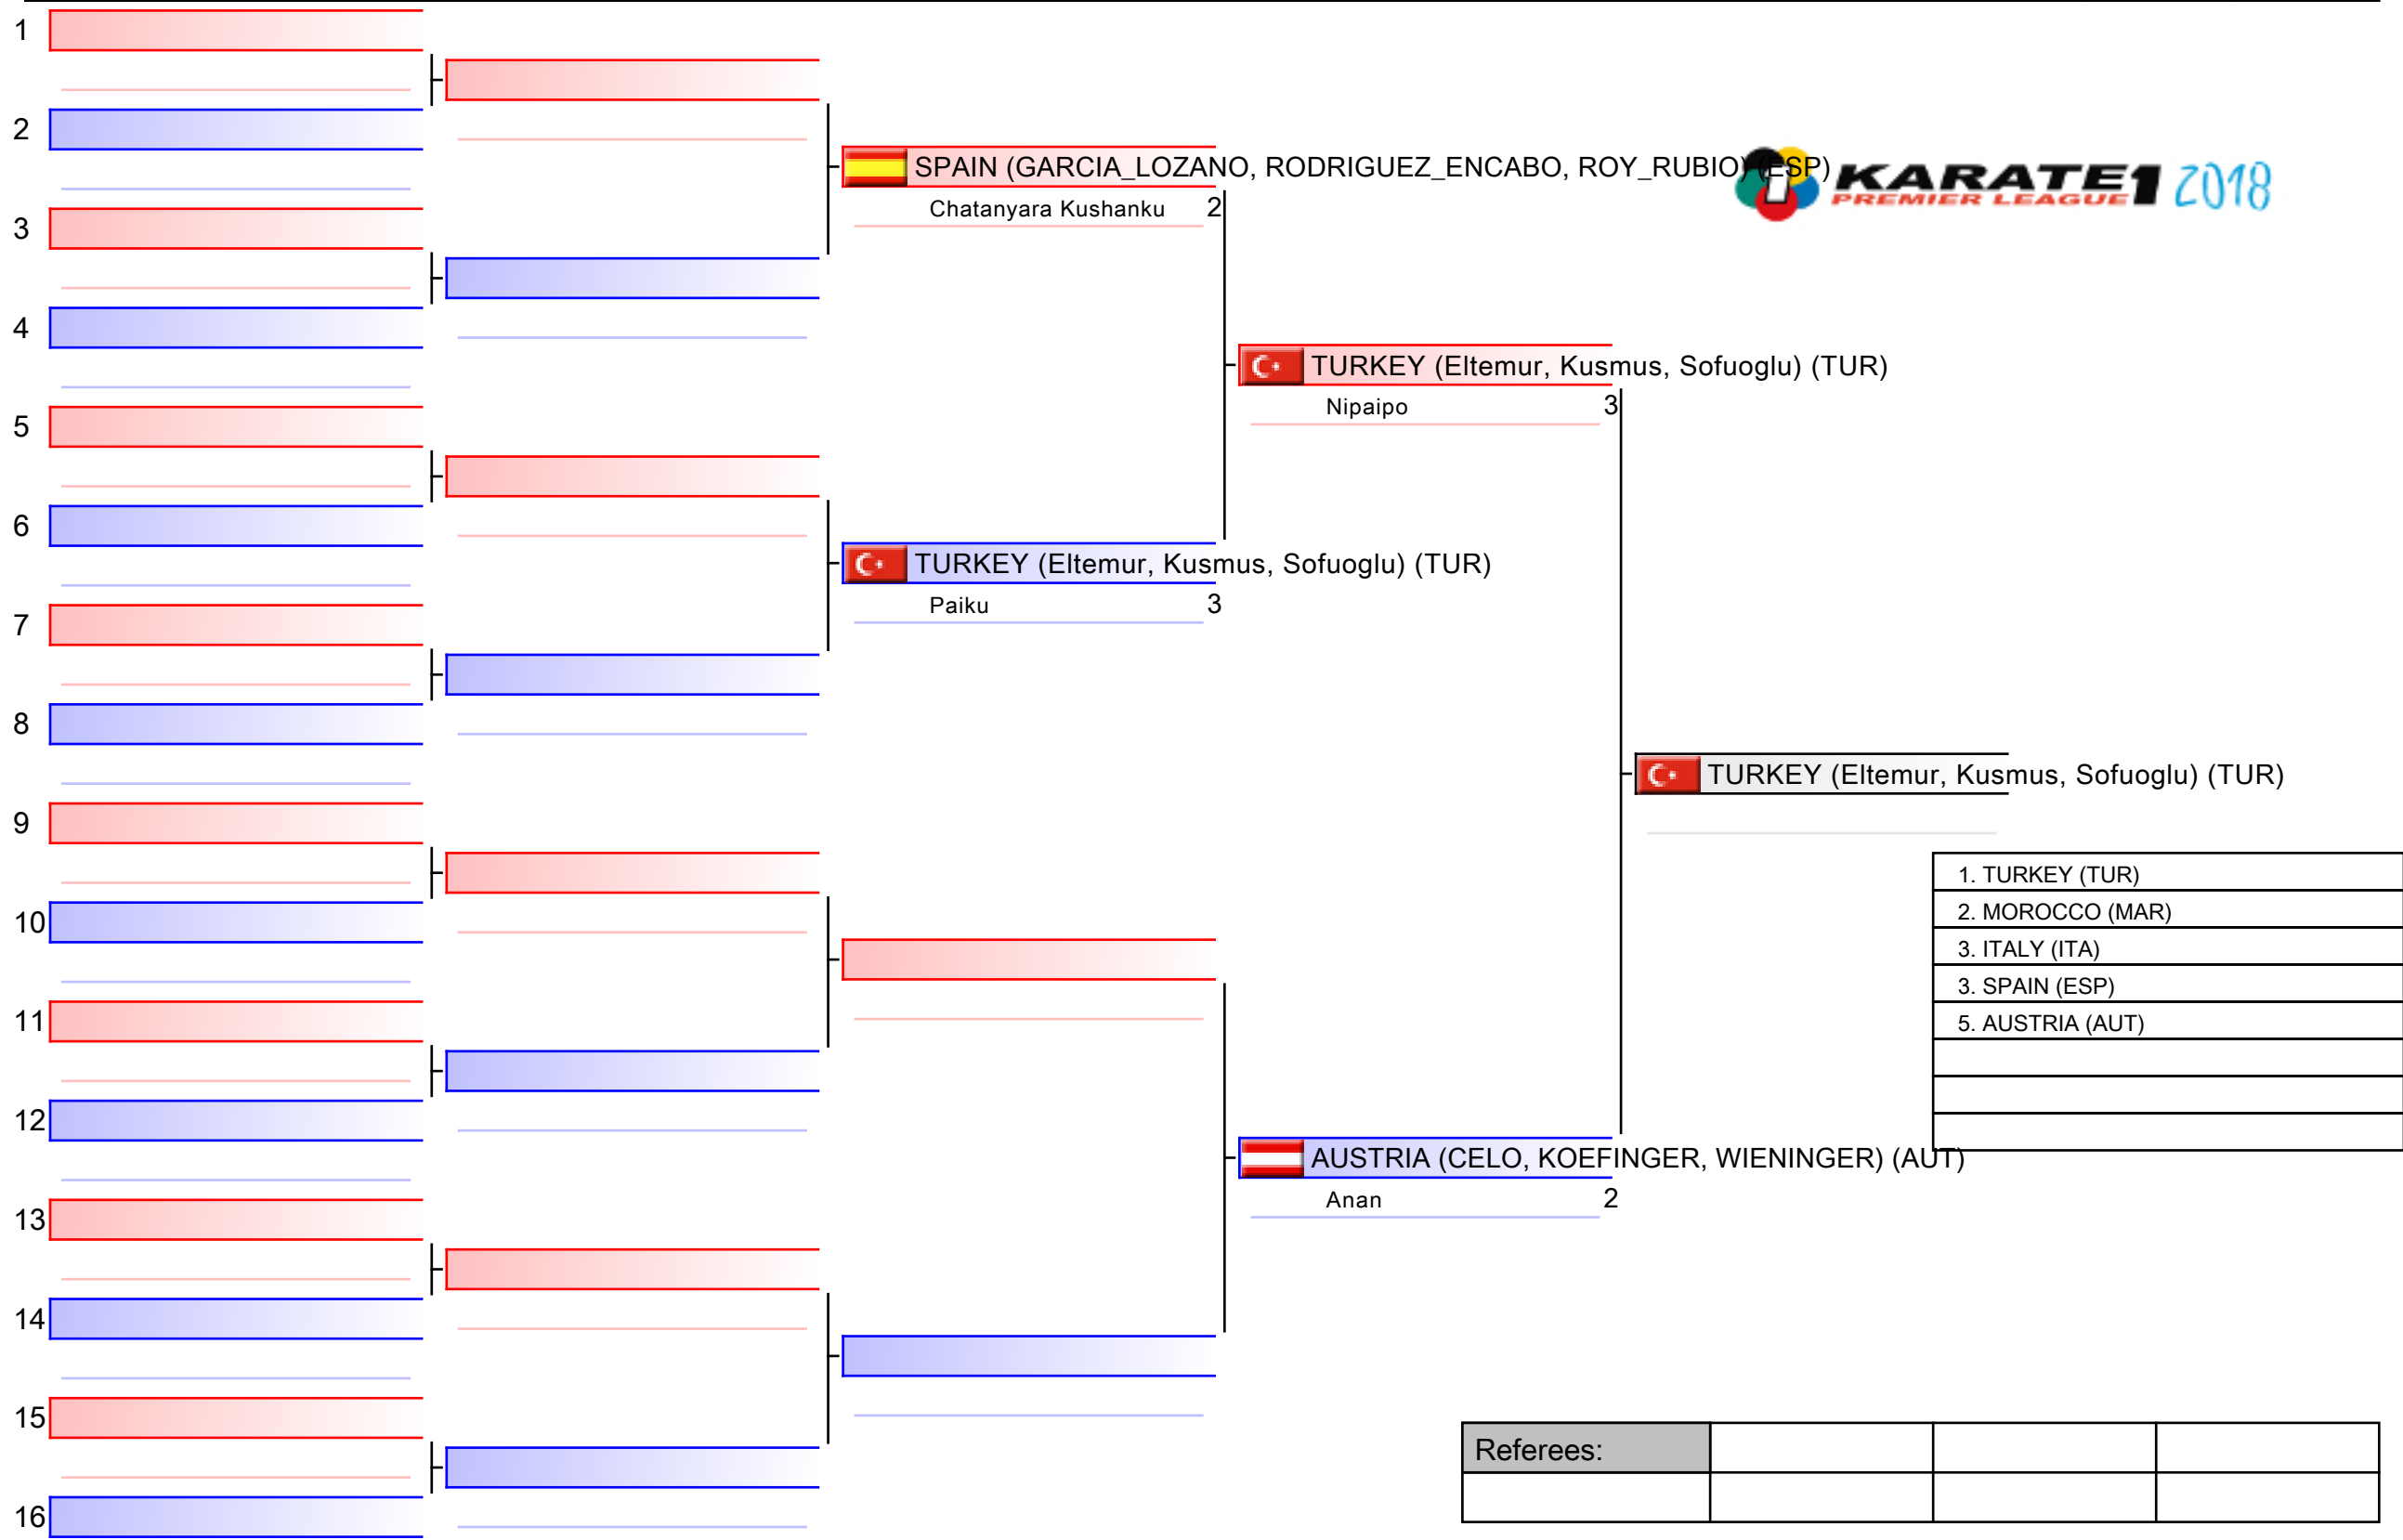 1
2
SPAIN (GARCIA_LOZANO, RODRIGUEZ_ENCABO, ROY_RUBIO) (ESP)
KARATE1 2018
PREMIER LEAGUE
Chatanyara Kushanku 2
3
4
TURKEY (Eltemur, Kusmus, Sofuoglu) (TUR)
Nipaipo 3
5
6
TURKEY (Eltemur, Kusmus, Sofuoglu) (TUR)
Paiku 3
7
8
TURKEY (Eltemur, Kusmus, Sofuoglu) (TUR)
9
1. TURKEY (TUR)
2. MOROCCO (MAR)
3. ITALY (ITA)
3. SPAIN (ESP)
5. AUSTRIA (AUT)
10
11
12
AUSTRIA (CELO, KOEFINGER, WIENINGER) (AUT)
Anan 2
13
14
15
Referees:
16